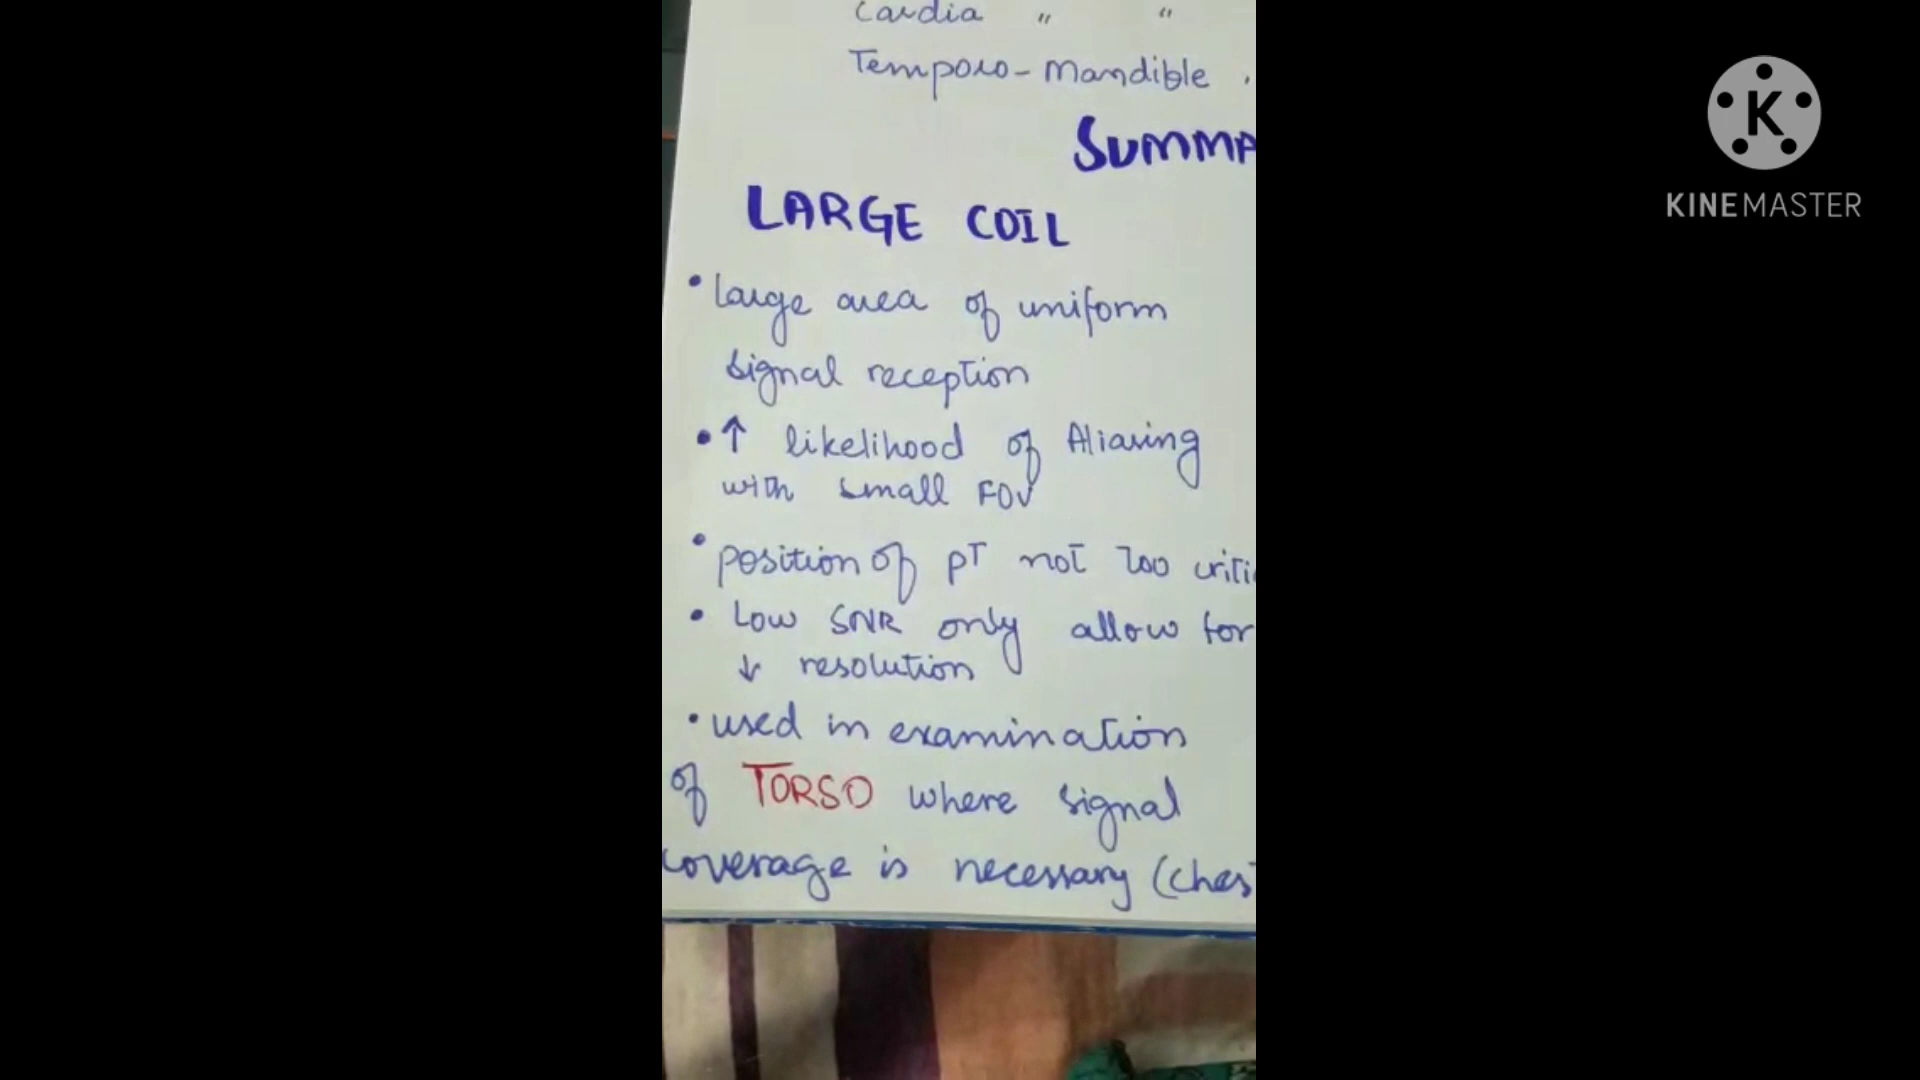 Cardia " "
Temporo-Mandible
SUMMA
LARGE COIL
• Large area of uniform
signal reception
• ↑ likelihood of Aliasing
with small FOV
• position of pT not too criti
• Low SNR only allow for
↓ resolution
• used in examination
of TORSO where signal
coverage is necessary (ches
K
KINEMASTER